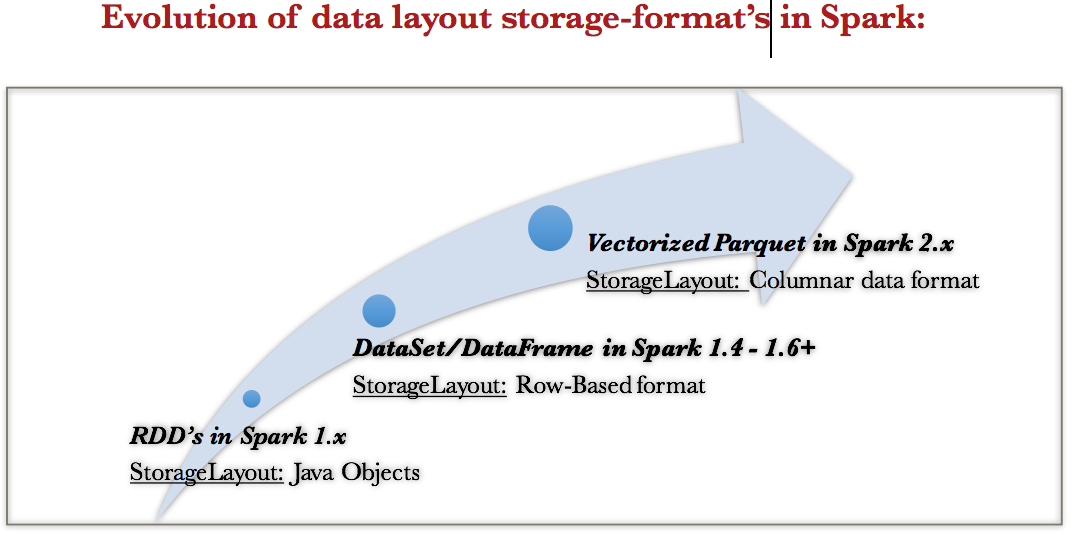 Evolution of data layout storage-format’s in Spark:
Vectorized Parquet in Spark 2.x
StorageLayout: Columnar data format
DataSet/DataFrame in Spark 1.4 - 1.6+
StorageLayout: Row-Based format
RDD’s in Spark 1.x
StorageLayout: Java Objects